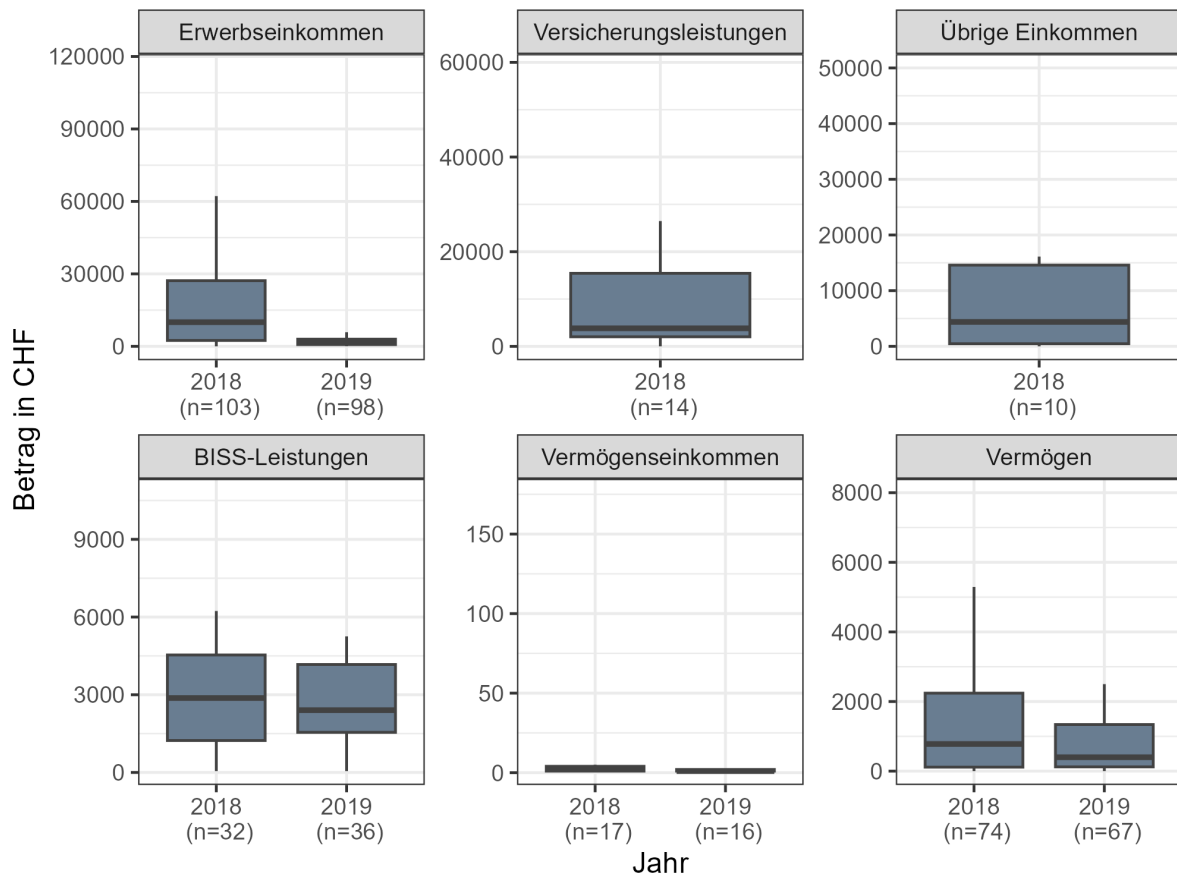 Betrag in CHF
Erwerbseinkommen
120000
90000
60000
30000
0
2018
(n=103)
2019
(n=98)
Versicherungsleistungen
60000
40000
20000
0
2018
(n=14)
Übrige Einkommen
50000
40000
30000
20000
10000
0
2018
(n=10)
BISS-Leistungen
9000
6000
3000
0
2018
(n=32)
2019
(n=36)
Vermögenseinkommen
150
100
50
0
2018
(n=17)
2019
(n=16)
Vermögen
8000
6000
4000
2000
0
2018
(n=74)
2019
(n=67)
Jahr